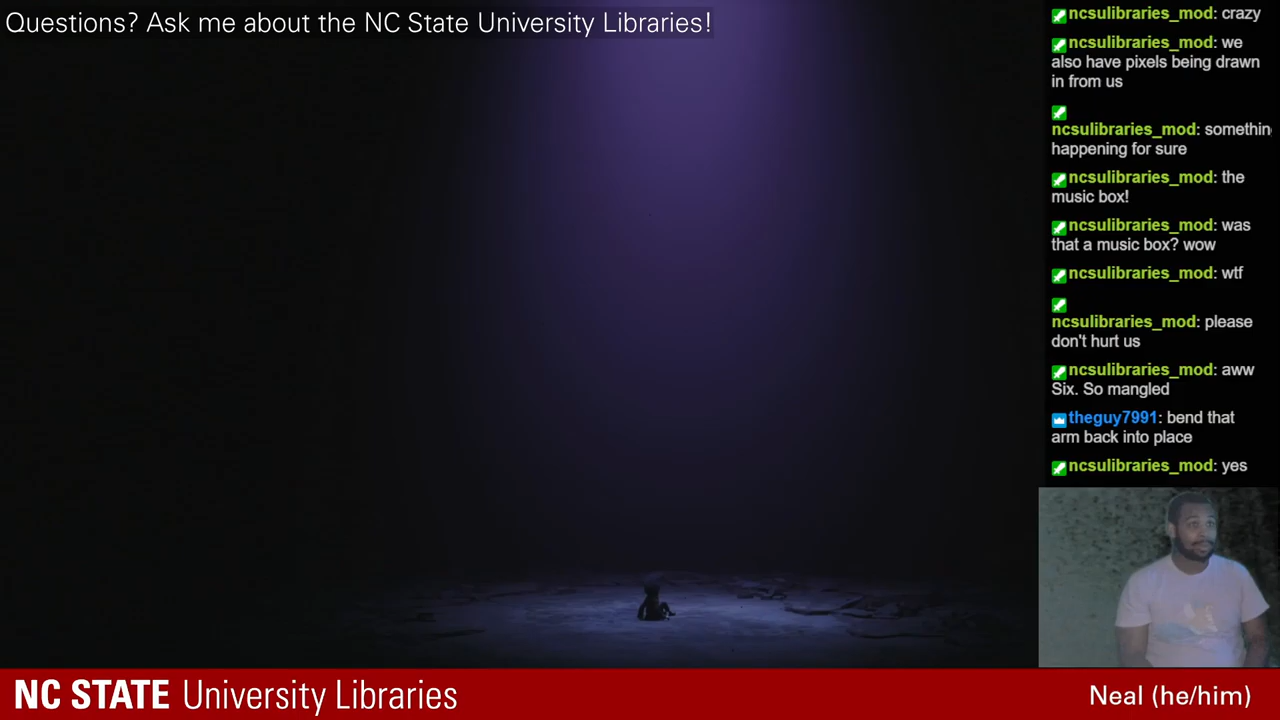 Questions? Ask me about the NC State University Libraries!
ncsulibraries_mod: crazy
ncsulibraries_mod: we
also have pixels being drawn
in from us
ncsulibraries_mod: somethin
happening for sure
ncsulibraries_mod: the
music box!
ncsulibraries_mod: was
that a music box? wow
ncsulibraries_mod: wtf
ncsulibraries_mod: please
don't hurt us
ncsulibraries_mod: aww
Six. So mangled
theguy7991: bend that
arm back into place
ncsulibraries_mod: yes
NC STATE University Libraries
Neal (he/him)